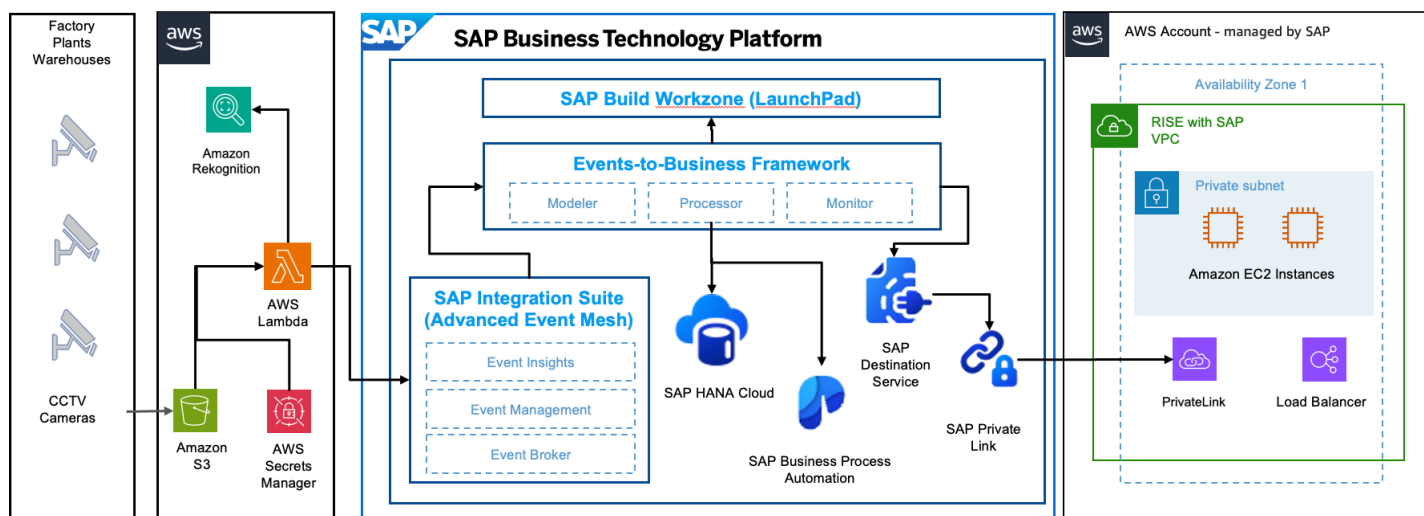 Factory
Plants
Warehouses
CCTV
Cameras
aws
Amazon
Rekognition
AWS
Lambda
Amazon
S3
AWS
Secrets
Manager
SAP
SAP Business Technology Platform
SAP Build Workzone (LaunchPad)
Events-to-Business Framework
Modeler
Processor
Monitor
SAP Integration Suite
(Advanced Event Mesh)
Event Insights
Event Management
Event Broker
SAP HANA Cloud
SAP Business Process
Automation
SAP
Destination
Service
SAP Private
Link
aws
AWS Account - managed by SAP
Availability Zone 1
RISE with SAP
VPC
Private subnet
Amazon EC2 Instances
PrivateLink
Load Balancer